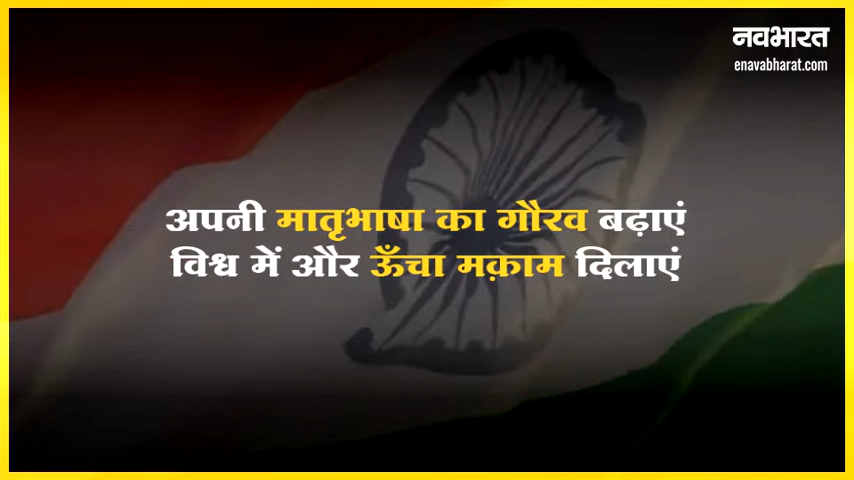 नवभारत
enavabharat.com
अपनी मातृभाषा का गौरव बढ़ाएं
विश्व में और ऊँचा मक़ाम दिलाएं